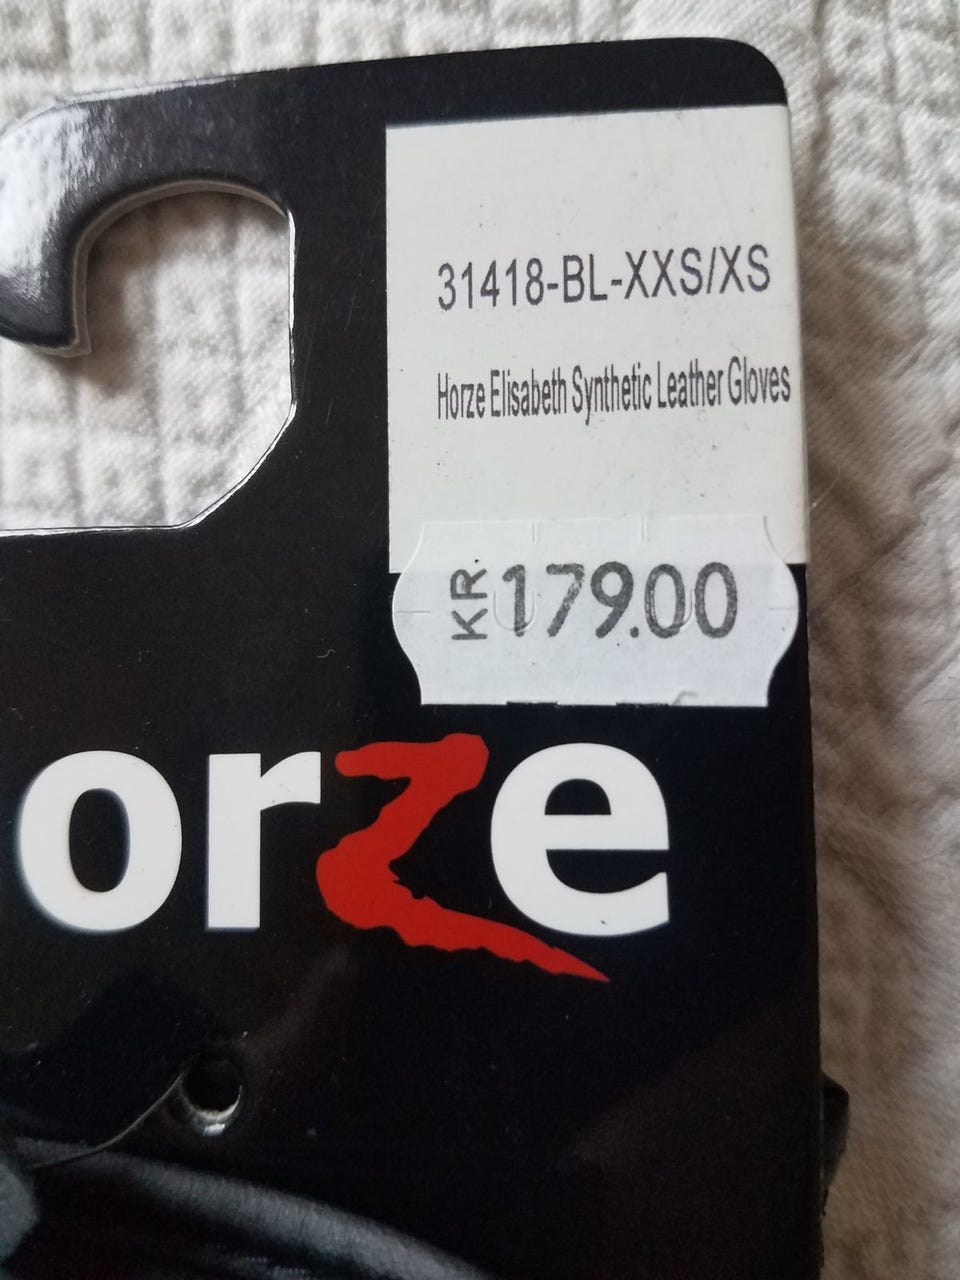 31418-BL-XXS/XS
Horze Elisabeth Synthetic Leather Gloves
KR. 179.00
orze